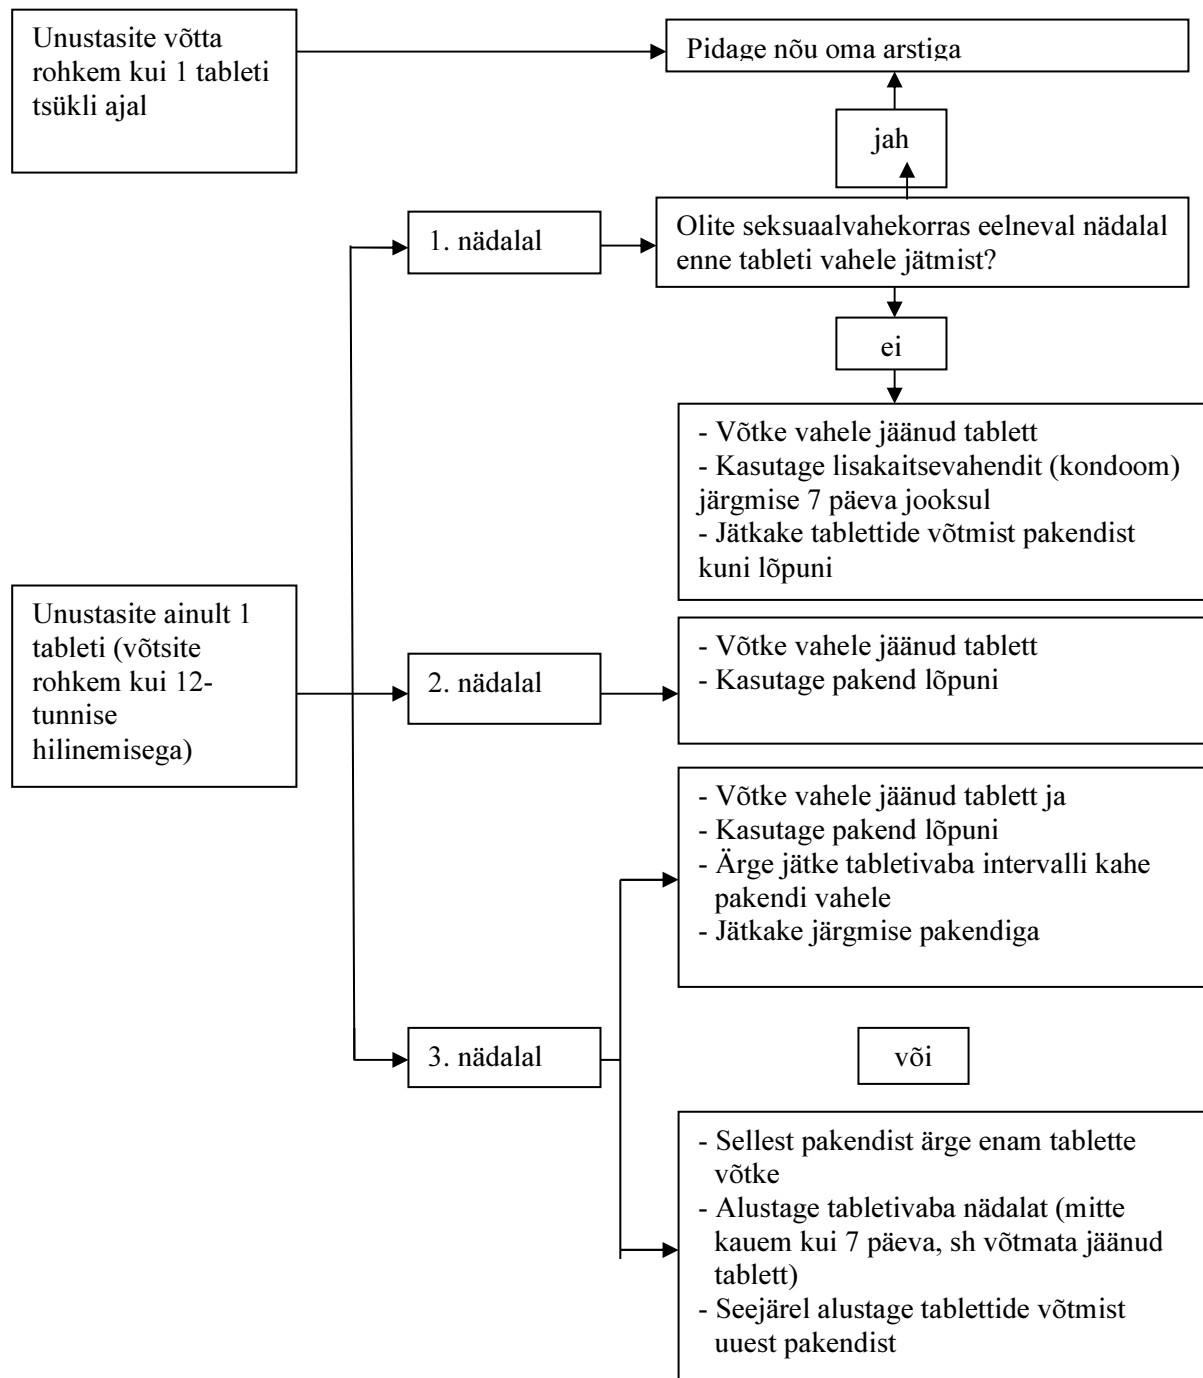 Unustasite võtta
rohkem kui 1 tableti
tsükli ajal
Pidage nõu oma arstiga
jah
1. nädalal
Olite seksuaalvahekorras eelneval nädalal
enne tableti vahele jätmist?
ei
- Võtke vahele jäänud tablett
- Kasutage lisakaitsevahendit (kondoom)
järgmise 7 päeva jooksul
- Jätkake tablettide võtmist pakendist
kuni lõpuni
Unustasite ainult 1
tableti (võtsite
rohkem kui 12-
tunnise
hilinemisega)
2. nädalal
- Võtke vahele jäänud tablett
- Kasutage pakend lõpuni
- Võtke vahele jäänud tablett ja
- Kasutage pakend lõpuni
- Ärge jätke tabletivaba intervalli kahe
pakendi vahele
- Jätkake järgmise pakendiga
3. nädalal
või
- Sellest pakendist ärge enam tablette
võtke
- Alustage tabletivaba nädalat (mitte
kauem kui 7 päeva, sh võtmata jäänud
tablett)
- Seejärel alustage tablettide võtmist
uuest pakendist